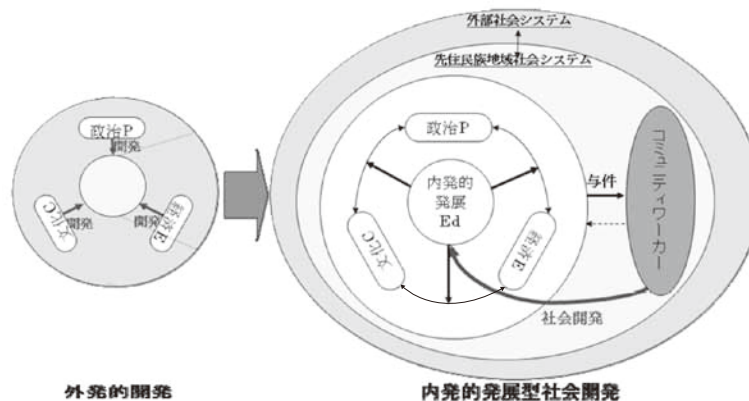 外部社会システム
先住民族地域社会システム
政治P
開発
文化C
開発
経済E
開発
政治P
内発的
発展
Ed
文化C
経済E
与件
コミュニティワーカー
社会開発
外発的開発
内発的発展型社会開発